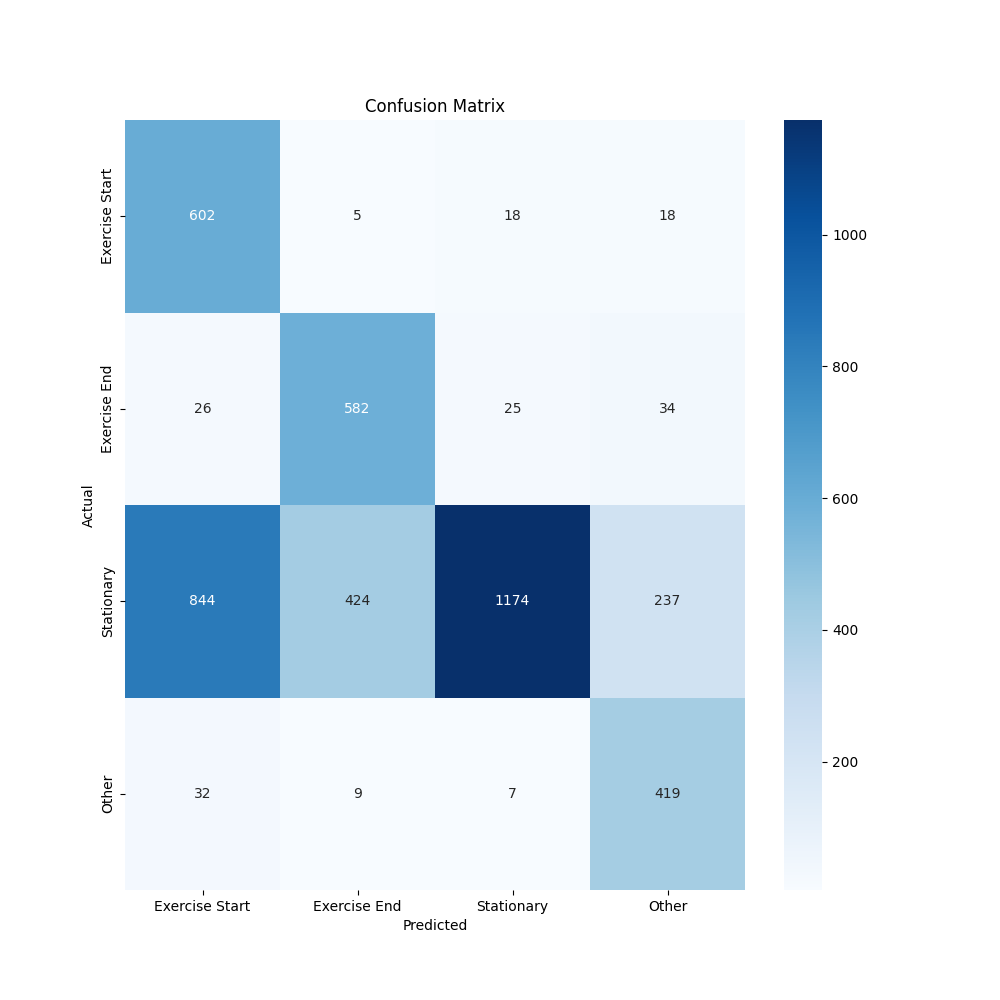 Confusion Matrix
Exercise Start
602 5 18 18
Exercise End
26 582 25 34
Stationary
844 424 1174 237
Other
32 9 7 419
Actual
Exercise Start Exercise End Stationary Other
Predicted
1000
800
600
400
200